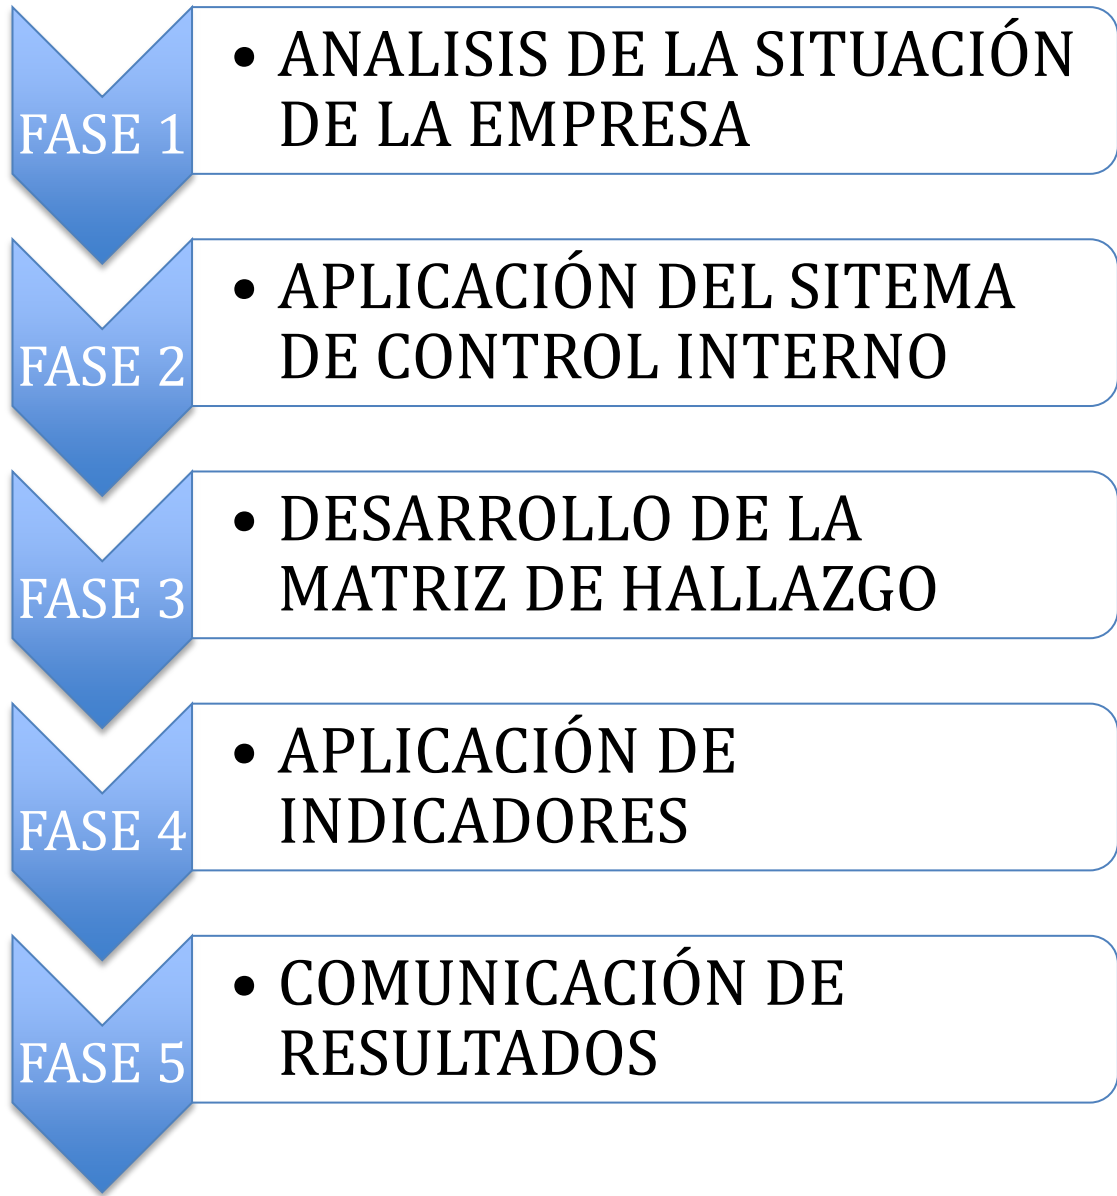 FASE 1
• ANALISIS DE LA SITUACIÓN
DE LA EMPRESA
FASE 2
• APLICACIÓN DEL SITEMA
DE CONTROL INTERNO
FASE 3
• DESARROLLO DE LA
MATRIZ DE HALLAZGO
FASE 4
• APLICACIÓN DE
INDICADORES
FASE 5
• COMUNICACIÓN DE
RESULTADOS